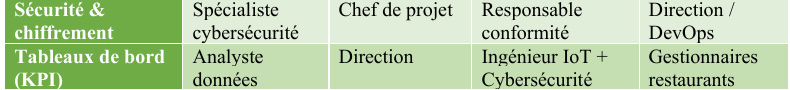 Sécurité & chiffrement Spécialiste cybersécurité Chef de projet Responsable conformité Direction / DevOps
Tableaux de bord (KPI) Analyste données Direction Ingénieur IoT + Cybersécurité Gestionnaires restaurants